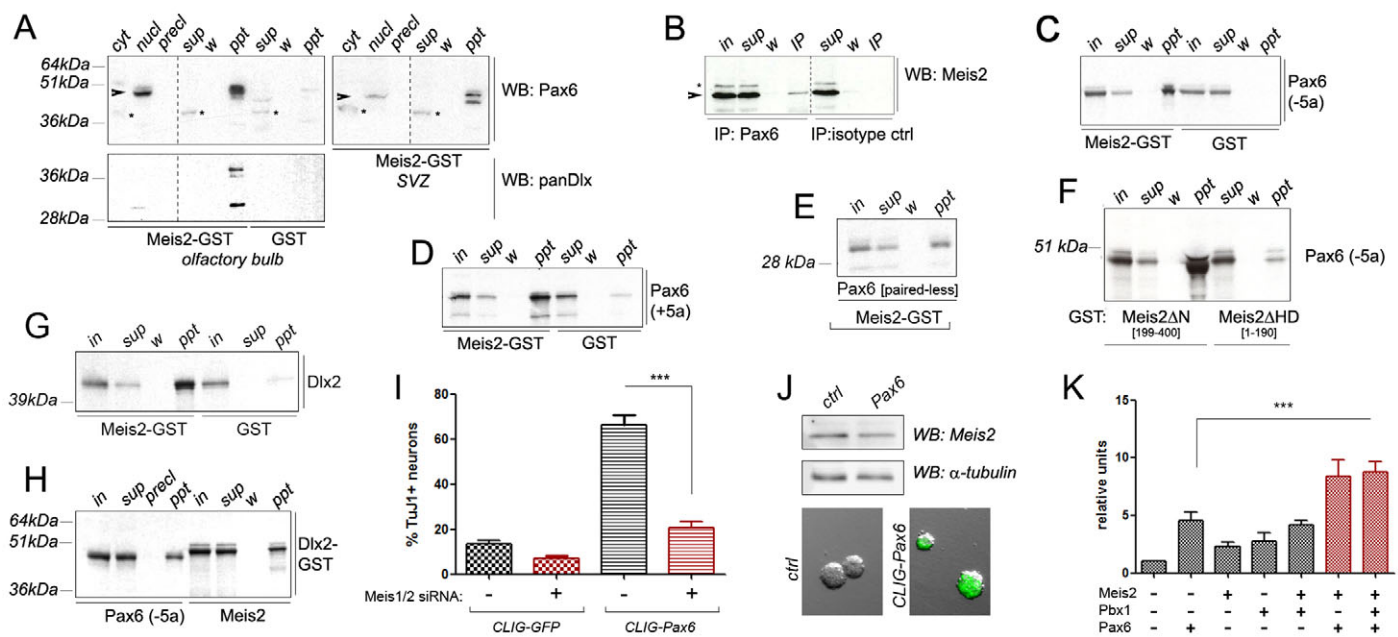 A
cyt nucl precl sup w ppt sup w ppt
cyt nucl precl sup w ppt
64kDa
51kDa
36kDa
* * * * *
WB: Pax6
36kDa
28kDa
WB: panDlx
Meis2-GST GST
olfactory bulb
Meis2-GST
SVZ
B
in sup w IP sup w IP
*
WB: Meis2
IP: Pax6 IP:isotype ctrl
C
in sup w ppt in sup w ppt
Pax6
(-5a)
Meis2-GST GST
D
in sup w ppt sup w ppt
Pax6
(+5a)
Meis2-GST GST
E
in sup w ppt
28 kDa
Pax6 [paired-less]
Meis2-GST
F
in sup w ppt sup w ppt
51 kDa
Pax6 (-5a)
GST: Meis2ΔN Meis2ΔHD
[199-400] [1-190]
G
in sup w ppt in sup ppt
39kDa
Dlx2
Meis2-GST GST
H
in sup precl ppt in sup w ppt
64kDa
51kDa
36kDa
Dlx2-
GST
Pax6 (-5a) Meis2
I
% TuJ1+ neurons
80
60
40
20
0
***
Meis1/2 siRNA: - + - +
CLIG-GFP CLIG-Pax6
J
ctrl Pax6
WB: Meis2
WB: α-tubulin
ctrl
CLIG-Pax6
K
relative units
15
10
5
0
***
Meis2 - - + - + + +
Pbx1 - - - + + - +
Pax6 - + - - - + +